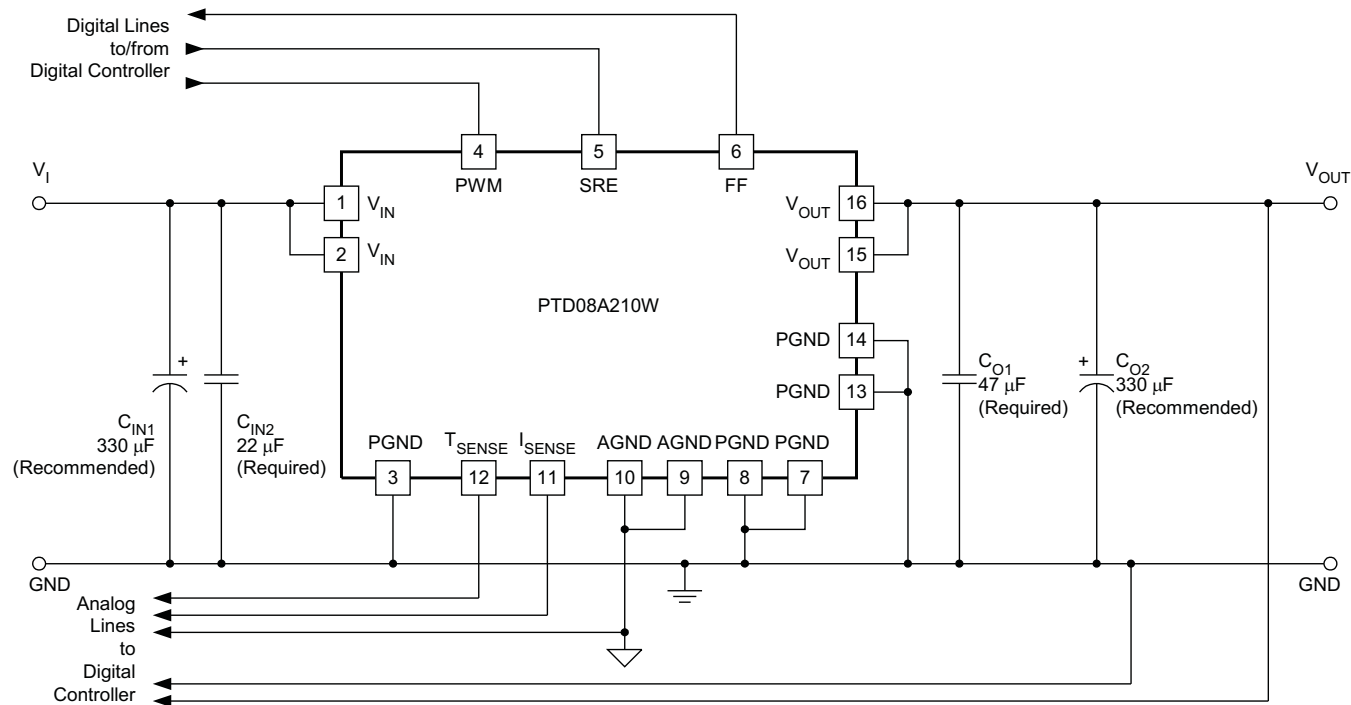 Digital Lines
to/from
Digital Controller
4
5
6
PWM
SRE
FF
V_I
V_OUT
1
V_IN
2
V_IN
V_OUT
16
V_OUT
15
PTD08A210W
PGND
14
PGND
13
+
C_IN1
330 μF
(Recommended)
C_IN2
22 μF
(Required)
C_O1
47 μF
(Required)
+
C_O2
330 μF
(Recommended)
PGND
T_SENSE
I_SENSE
AGND
AGND
PGND
PGND
3
12
11
10
9
8
7
GND
GND
Analog
Lines
to
Digital
Controller